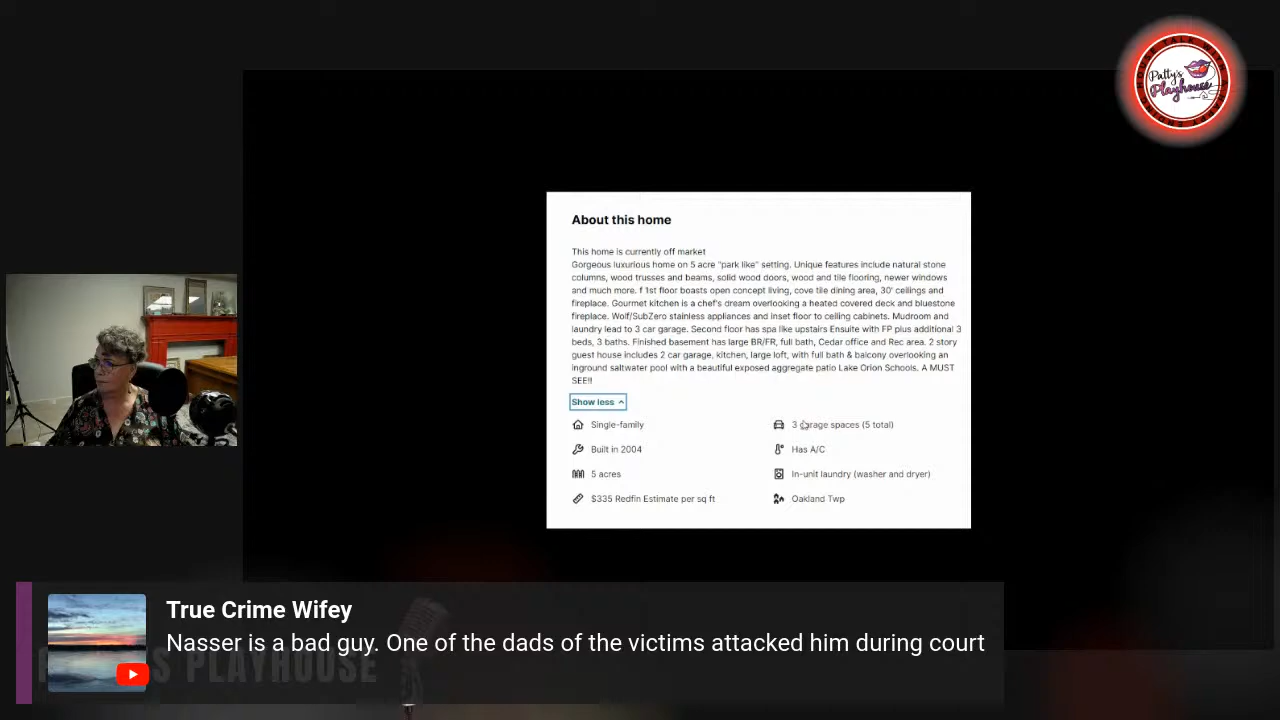 Patty's
Playhouse
About this home
This home is currently off market
Gorgeous luxurious home on 5 acre "park like" setting. Unique features include natural stone
columns, wood trusses and beams, solid wood doors, wood and tile flooring, newer windows
and much more. f 1st floor boasts open concept living, cove tile dining area, 30' ceilings and
fireplace. Gourmet kitchen is a chef's dream overlooking a heated covered deck and bluestone
fireplace. Wolf/SubZero stainless appliances and inset floor to ceiling cabinets. Mudroom and
laundry lead to 3 car garage. Second floor has spa like upstairs Ensuite with FP plus additional 3
beds, 3 baths. Finished basement has large BR/FR, full bath, Cedar office and Rec area. 2 story
guest house includes 2 car garage, kitchen, large loft, with full bath & balcony overlooking an
inground saltwater pool with a beautiful exposed aggregate patio Lake Orion Schools. A MUST
SEE!!
Show less
Single-family
3 garage spaces (5 total)
Built in 2004
Has A/C
5 acres
In-unit laundry (washer and dryer)
$335 Redfin Estimate per sq ft
Oakland Twp
True Crime Wifey
Nasser is a bad guy. One of the dads of the victims attacked him during court
S PLAYHOUSE